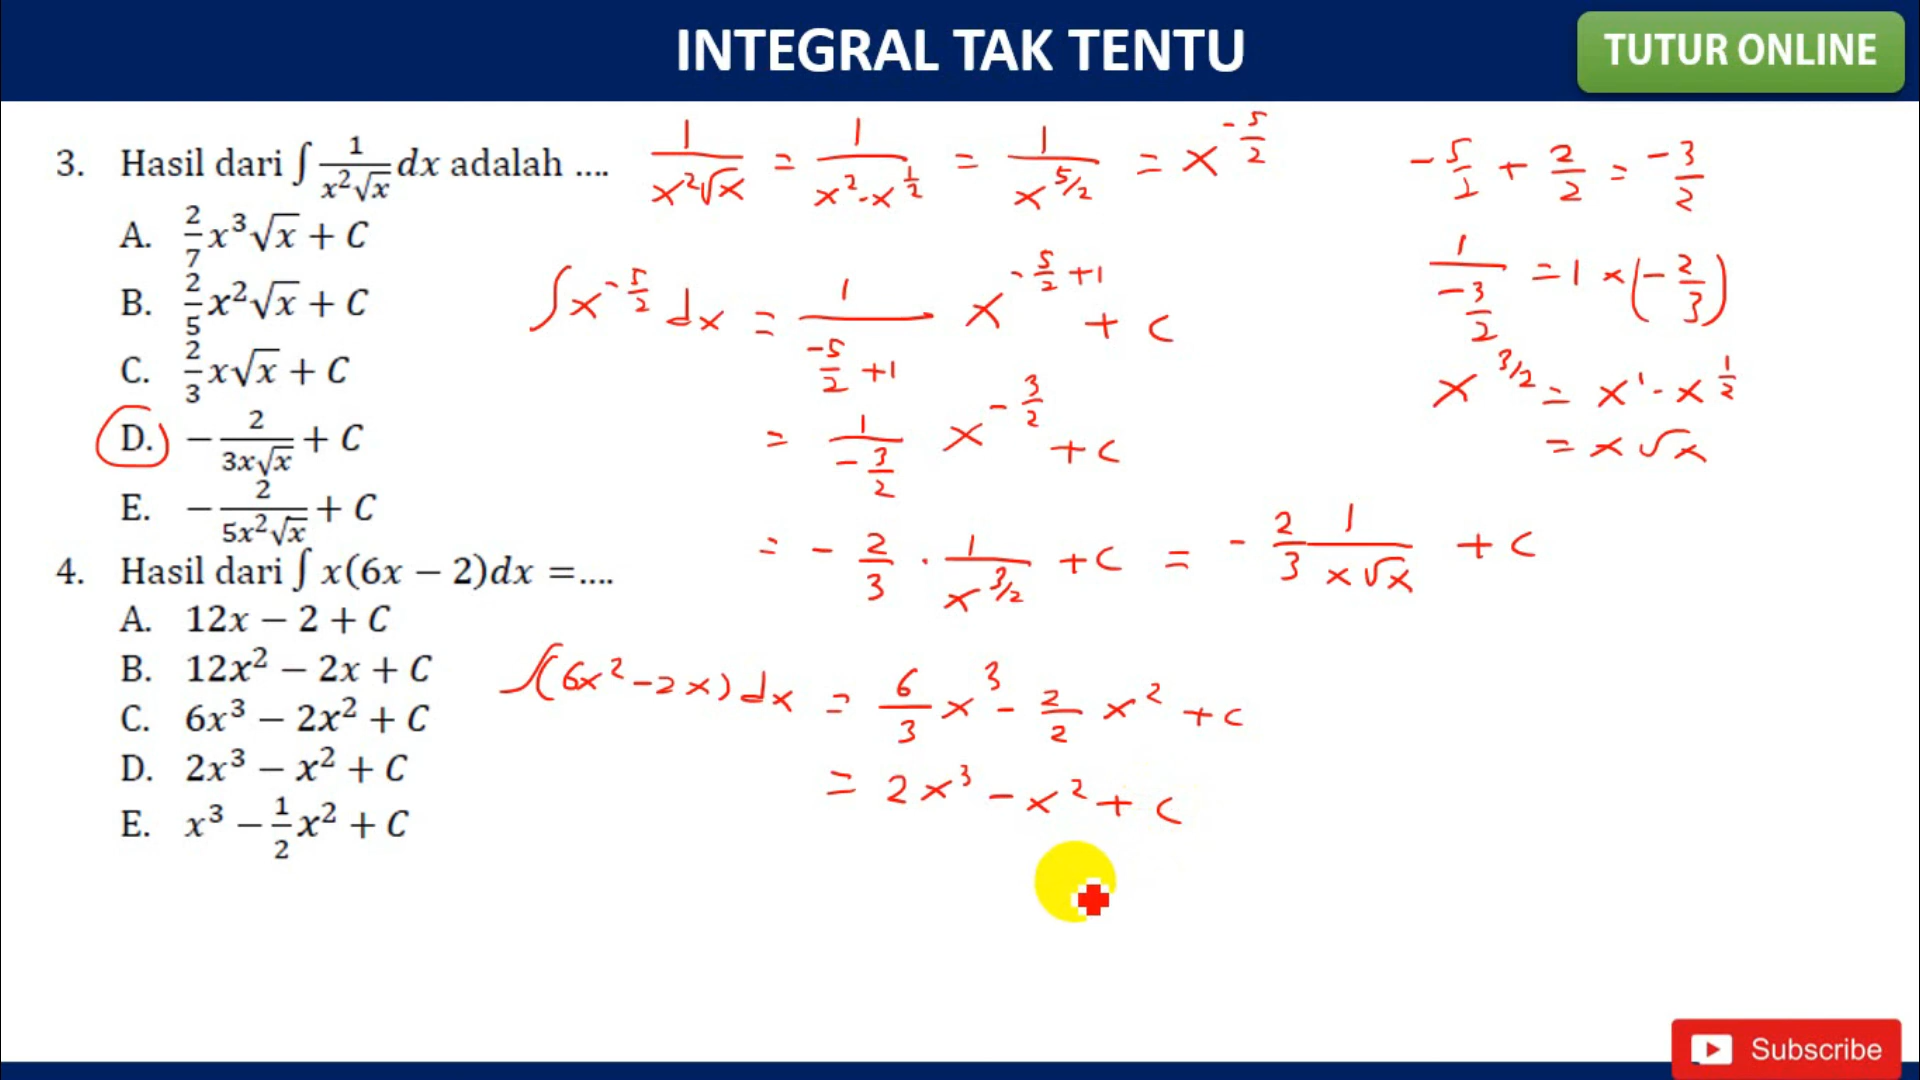 INTEGRAL TAK TENTU
TUTUR ONLINE
3. Hasil dari ∫ 1/(x²√x) dx adalah ....
A. 2/7 x³√x + C
B. 2/5 x²√x + C
C. 2/3 x√x + C
D. − 2/(3x√x) + C
E. − 2/(5x²√x) + C
4. Hasil dari ∫ x(6x − 2)dx =....
A. 12x − 2 + C
B. 12x² − 2x + C
C. 6x³ − 2x² + C
D. 2x³ − x² + C
E. x³ − 1/2 x² + C
1/(x²√x) = 1/(x²·x^(1/2)) = 1/x^(5/2) = x^(-5/2)
∫x^(-5/2) dx = 1/(-5/2 +1) x^(-5/2 +1) + C
= 1/(-3/2) x^(-3/2) + C
= - 2/3 · 1/x^(3/2) + C = - 2/3 1/(x√x) + C
-5/2 + 2/2 = -3/2
1/(-3/2) = 1 × (-2/3)
x^(3/2) = x¹·x^(1/2)
= x√x
∫(6x²-2x)dx = 6/3 x³ - 2/2 x² + C
= 2x³ - x² + C
Subscribe